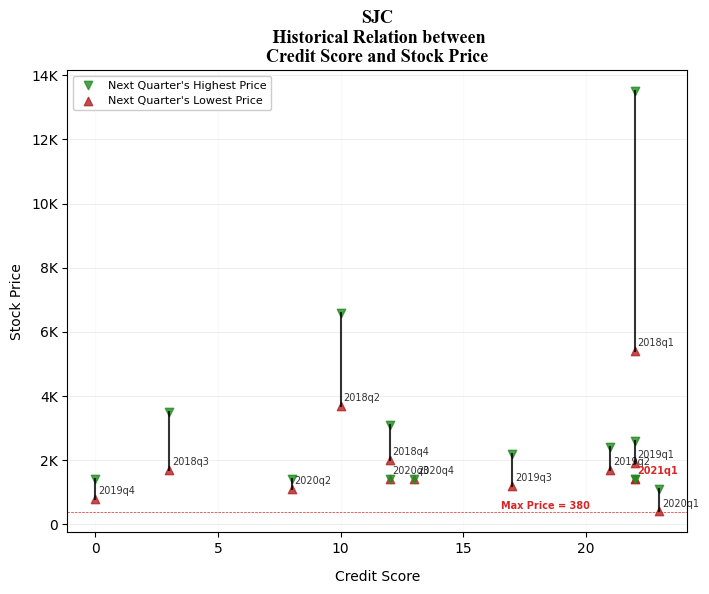 SJC
Historical Relation between
Credit Score and Stock Price
Next Quarter's Highest Price
Next Quarter's Lowest Price
14K
12K
10K
8K
6K
4K
2K
0
Stock Price
2018q1
2018q2
2018q4
2019q1
2018q3
2019q2
2020q3
2020q4
2021q1
2020q2
2019q3
2019q4
2020q1
Max Price = 380
0
5
10
15
20
Credit Score